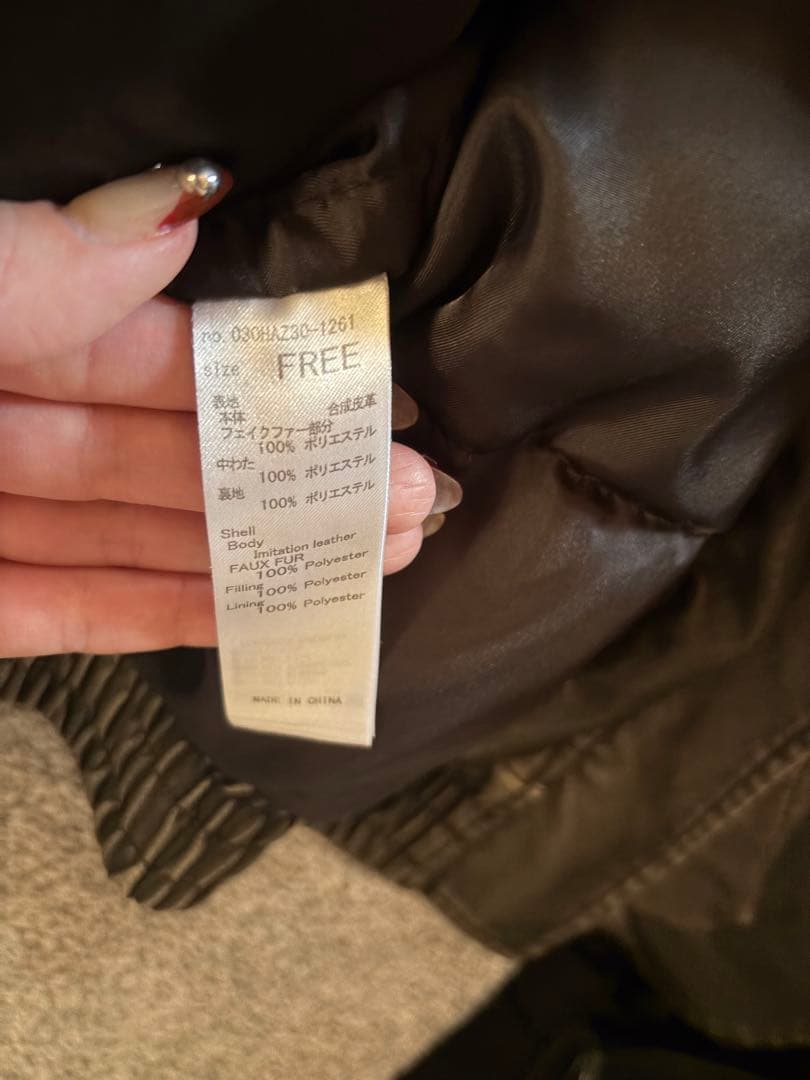 no. 030HAZ30-1261
size FREE
表地
本体 合成皮革
フェイクファー部分
100% ポリエステル
中わた
100% ポリエステル
裏地
100% ポリエステル
Shell
Body
Imitation leather
FAUX FUR
100% Polyester
Filling
100% Polyester
Lining
100% Polyester
MADE IN CHINA